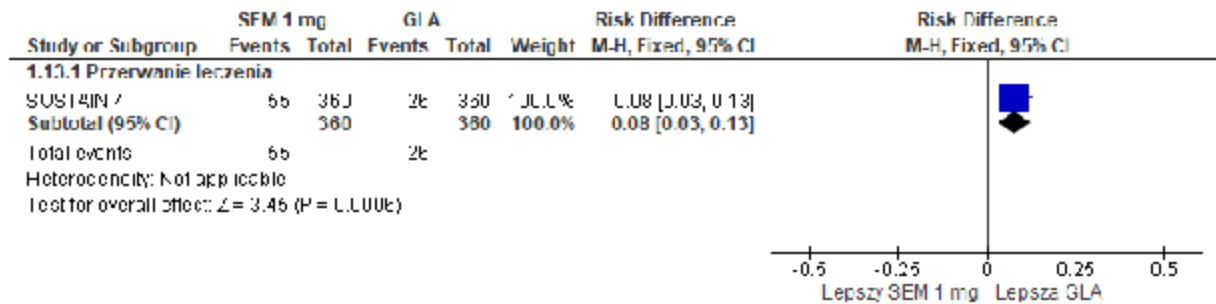 SEM 1 mg GLA Risk Difference Risk Difference
Study or Subgroup Events Total Events Total Weight M-H, Fixed, 95% CI M-H, Fixed, 95% CI
1.13.1 Przerwanie leczenia
SUSTAIN 4 55 360 26 360 100.0% 0.08 [0.03, 0.13]
Subtotal (95% CI) 360 360 100.0% 0.08 [0.03, 0.13]
Total events 55 26
Heterogeneity: Not applicable
Test for overall effect: Z = 3.45 (P = 0.0006)
-0.5 -0.25 0 0.25 0.5
Lepszy SEM 1 mg Lepsza GLA